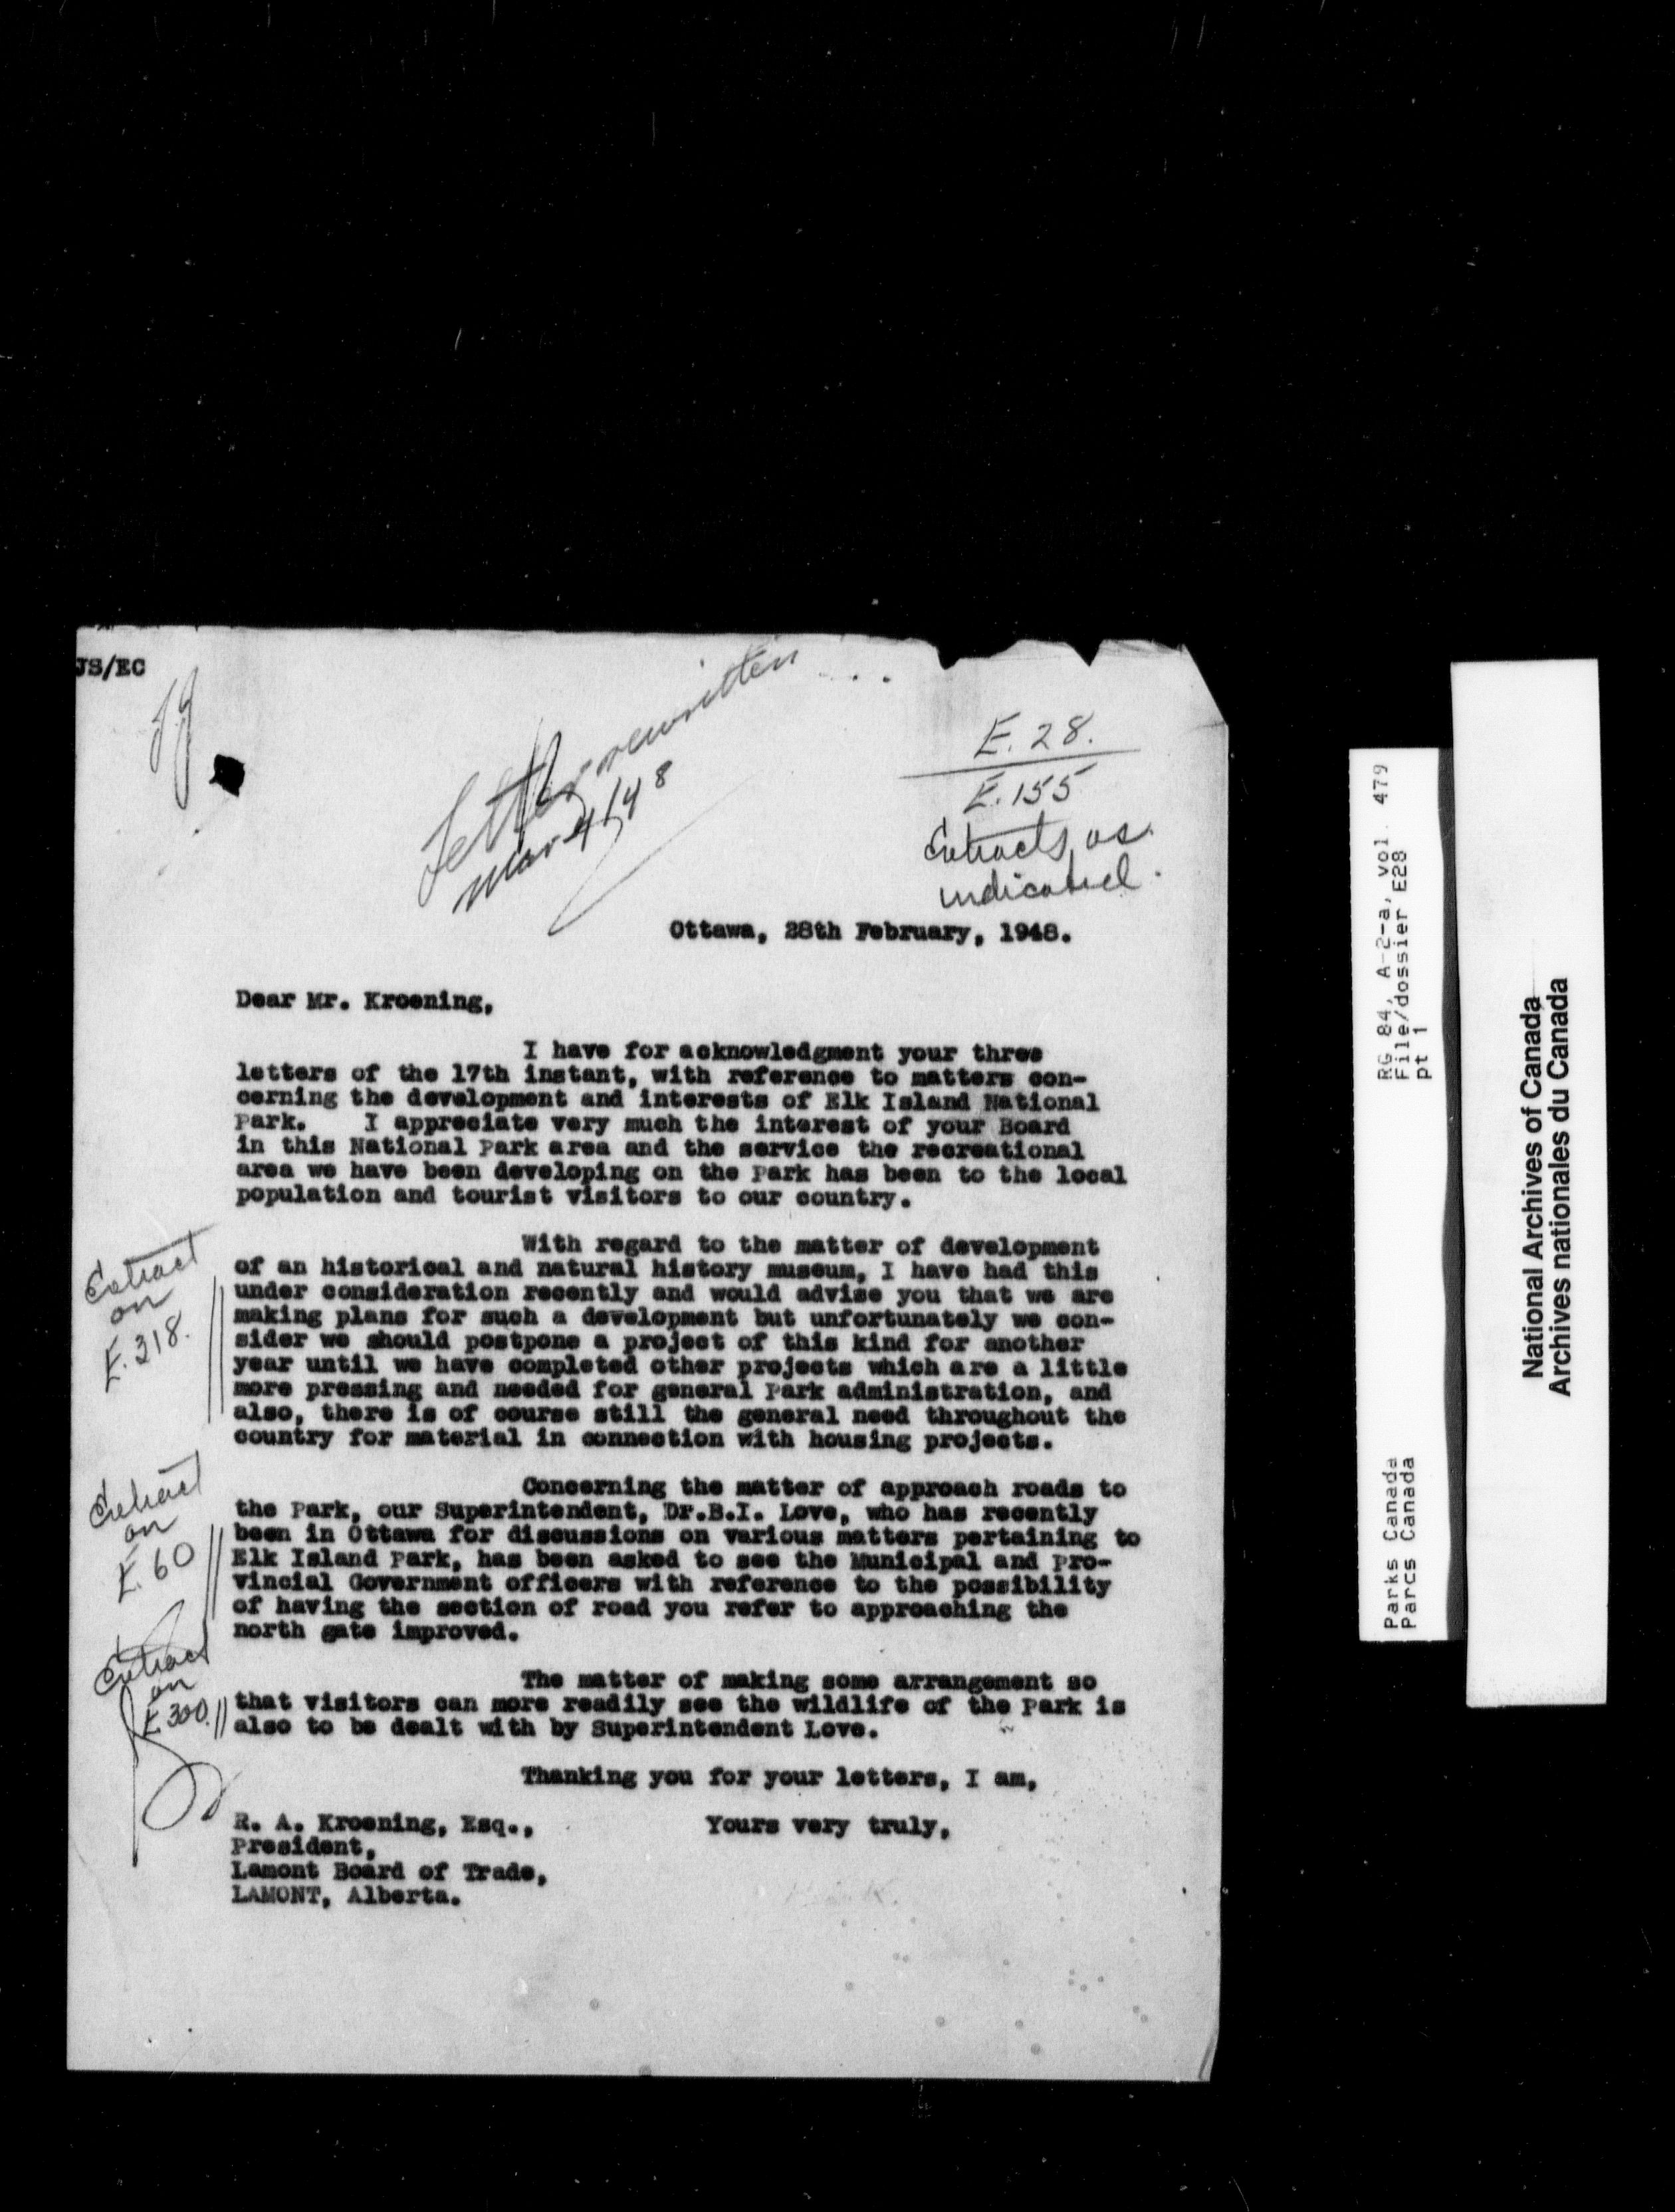 JS/EC
Letter rewritten
Mar 4/48
E. 28.
E. 155
Extracts as
indicated.
Ottawa, 28th February, 1948.
Dear Mr. Kroening,
I have for acknowledgment your three
letters of the 17th instant, with reference to matters con-
cerning the development and interests of Elk Island National
Park. I appreciate very much the interest of your Board
in this National Park area and the service the recreational
area we have been developing on the Park has been to the local
population and tourist visitors to our country.
With regard to the matter of development
of an historical and natural history museum, I have had this
under consideration recently and would advise you that we are
making plans for such a development but unfortunately we con-
sider we should postpone a project of this kind for another
year until we have completed other projects which are a little
more pressing and needed for general Park administration, and
also, there is of course still the general need throughout the
country for material in connection with housing projects.
Extract
on
E. 318.
Concerning the matter of approach roads to
the Park, our Superintendent, Dr.B.I. Love, who has recently
been in Ottawa for discussions on various matters pertaining to
Elk Island Park, has been asked to see the Municipal and Pro-
vincial Government officers with reference to the possibility
of having the section of road you refer to approaching the
north gate improved.
Extract
on
E. 60
The matter of making some arrangement so
that visitors can more readily see the wildlife of the Park is
also to be dealt with by Superintendent Love.
Extract
on
E 300.
Thanking you for your letters, I am,
Yours very truly,
R. A. Kroening, Esq.,
President,
Lamont Board of Trade,
LAMONT, Alberta.
RG 84, A-2-a, vol. 479
File/dossier E28
pt 1
Parks Canada
Parcs Canada
National Archives of Canada
Archives nationales du Canada